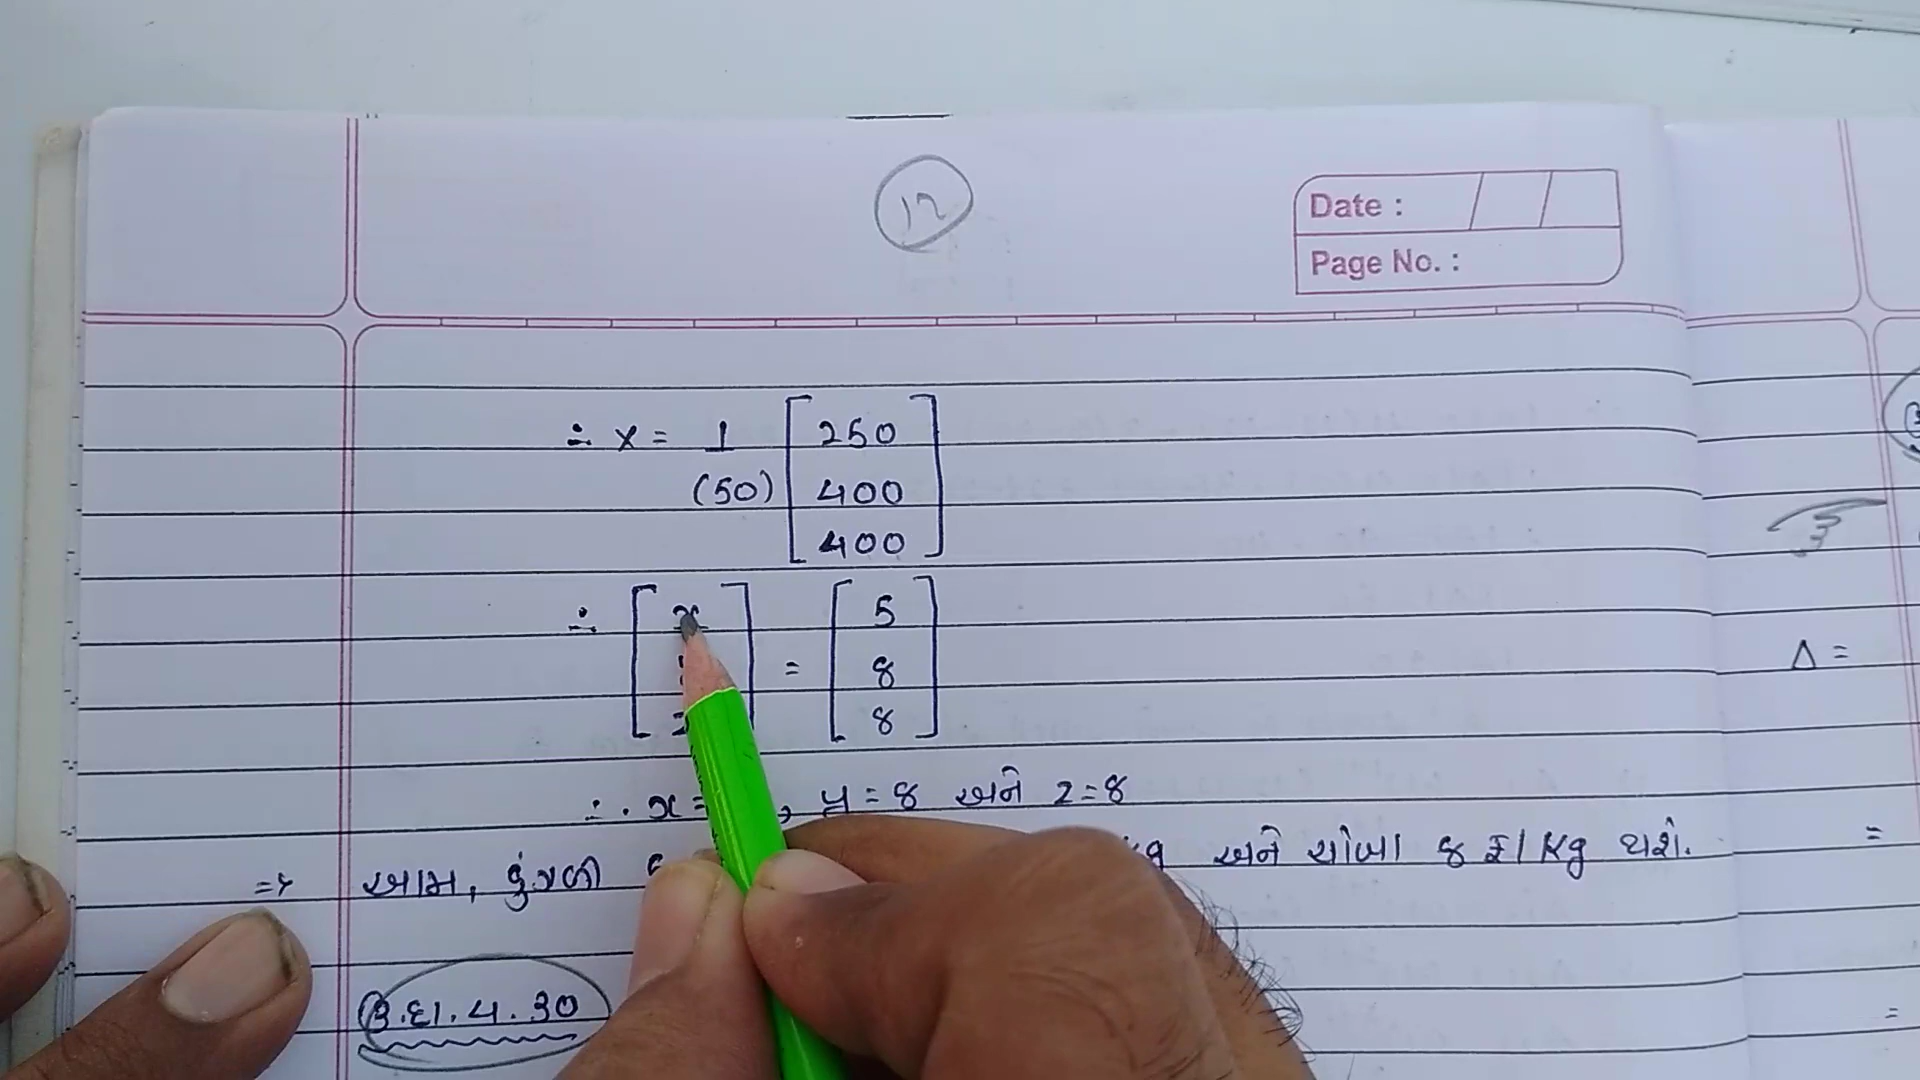 12
Date :
Page No. :
∴ x = 1 [ 250
(50) 400
400 ]
∴ [ x ] = [ 5
8
8 ]
∴ x = , y = 8 અને z = 8
Δ =
=> આમ, ડુંગળી અને ચોખા 8 ₹/kg થશે.
=
ઉ.દા.4.30
=